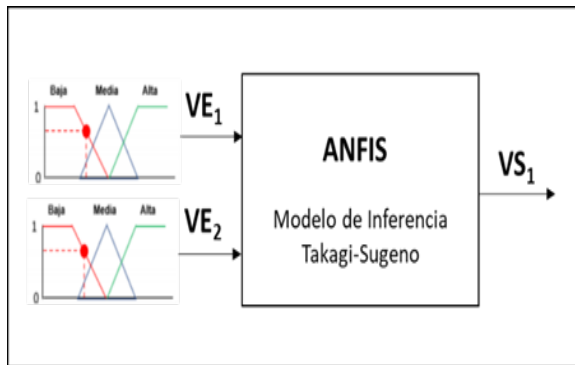 Baja Media Alta
1
0
VE1
Baja Media Alta
1
0
VE2
ANFIS
Modelo de Inferencia
Takagi-Sugeno
VS1